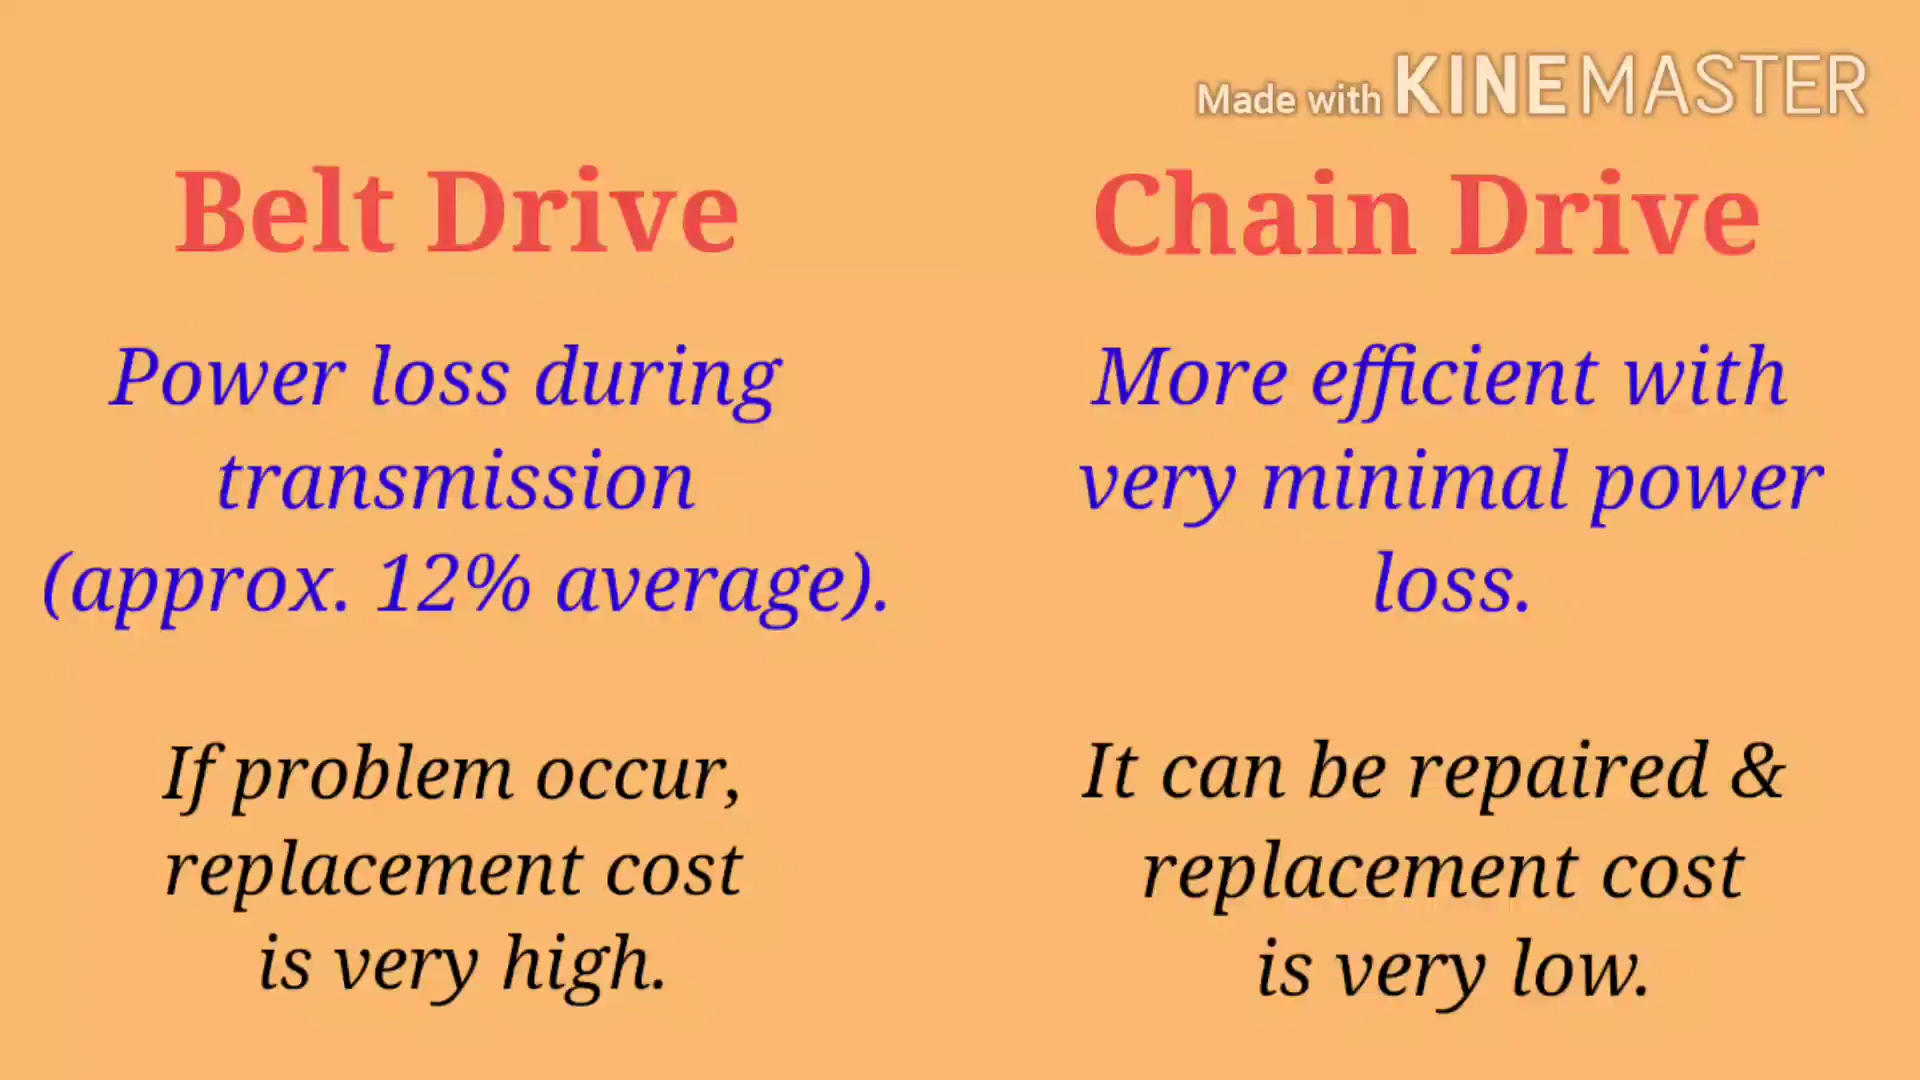 Made with KINEMASTER
Belt Drive
Power loss during
transmission
(approx. 12% average).
If problem occur,
replacement cost
is very high.
Chain Drive
More efficient with
very minimal power
loss.
It can be repaired &
replacement cost
is very low.